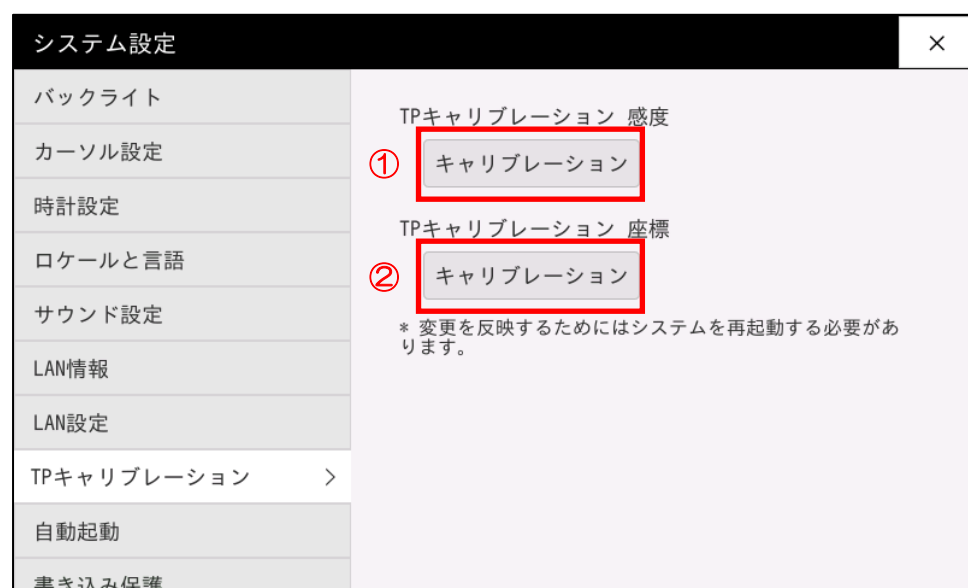 システム設定
×
バックライト
カーソル設定
時計設定
ロケールと言語
サウンド設定
LAN情報
LAN設定
TPキャリブレーション >
自動起動
書き込み保護
TPキャリブレーション 感度
① キャリブレーション
TPキャリブレーション 座標
② キャリブレーション
* 変更を反映するためにはシステムを再起動する必要があ
ります。